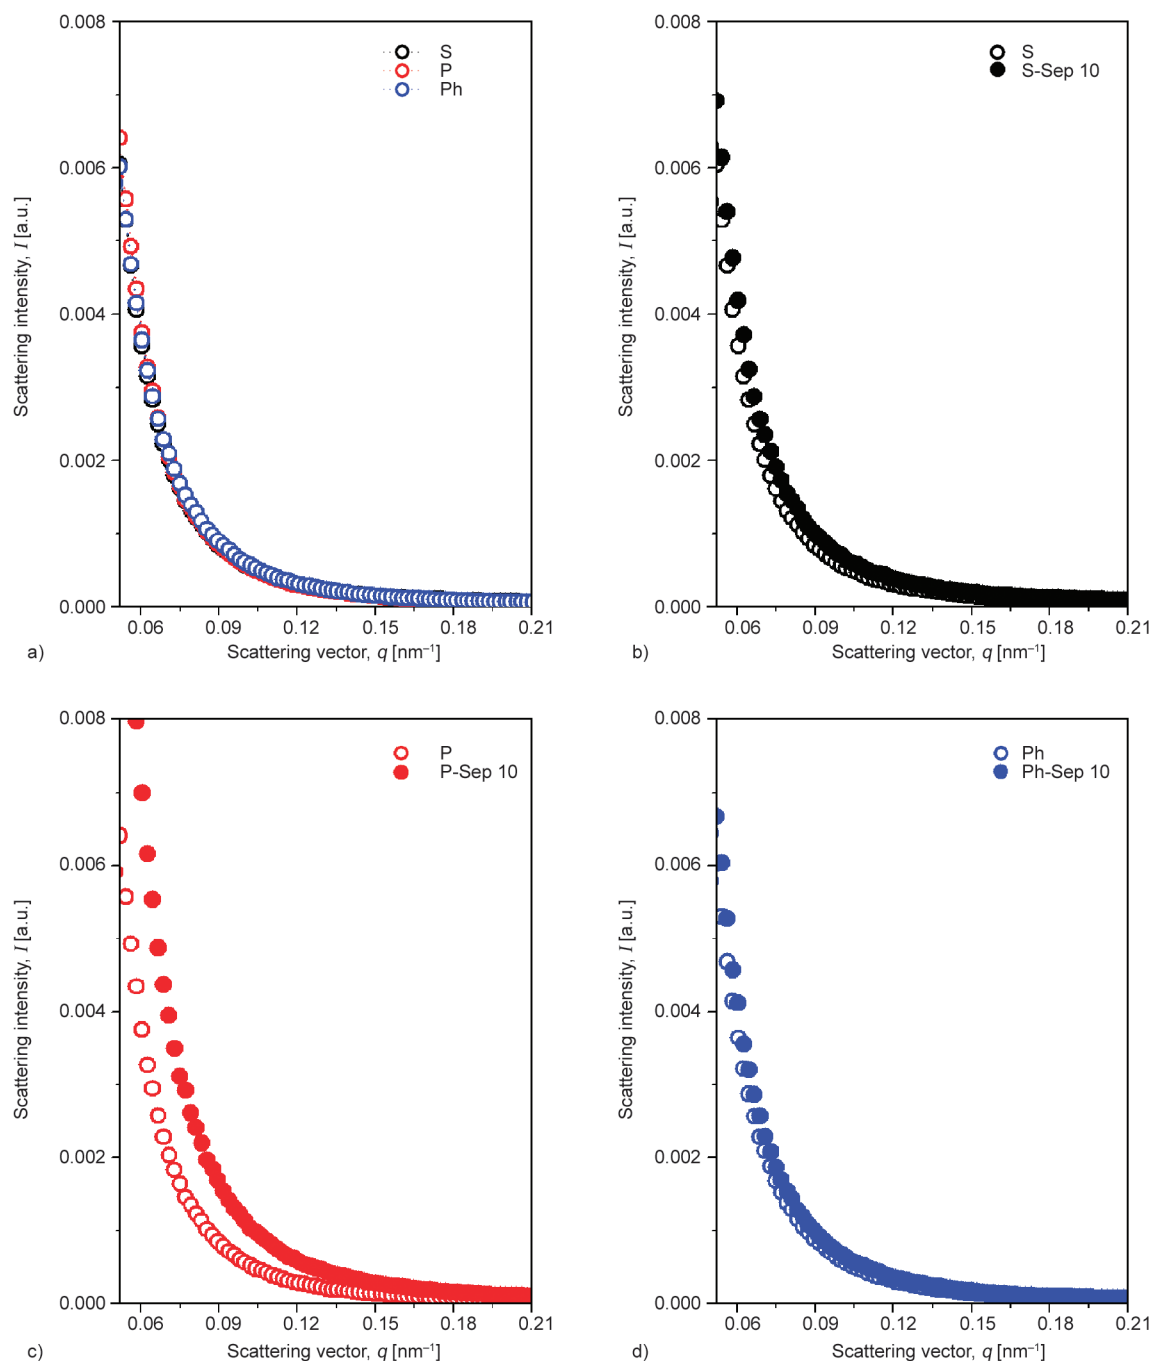 0.008
0.006
0.004
0.002
0.000
Scattering intensity, I [a.u.]
S
P
Ph
0.06 0.09 0.12 0.15 0.18 0.21
Scattering vector, q [nm⁻¹]
a)
0.008
0.006
0.004
0.002
0.000
Scattering intensity, I [a.u.]
S
S-Sep 10
0.06 0.09 0.12 0.15 0.18 0.21
Scattering vector, q [nm⁻¹]
b)
0.008
0.006
0.004
0.002
0.000
Scattering intensity, I [a.u.]
P
P-Sep 10
0.06 0.09 0.12 0.15 0.18 0.21
Scattering vector, q [nm⁻¹]
c)
0.008
0.006
0.004
0.002
0.000
Scattering intensity, I [a.u.]
Ph
Ph-Sep 10
0.06 0.09 0.12 0.15 0.18 0.21
Scattering vector, q [nm⁻¹]
d)